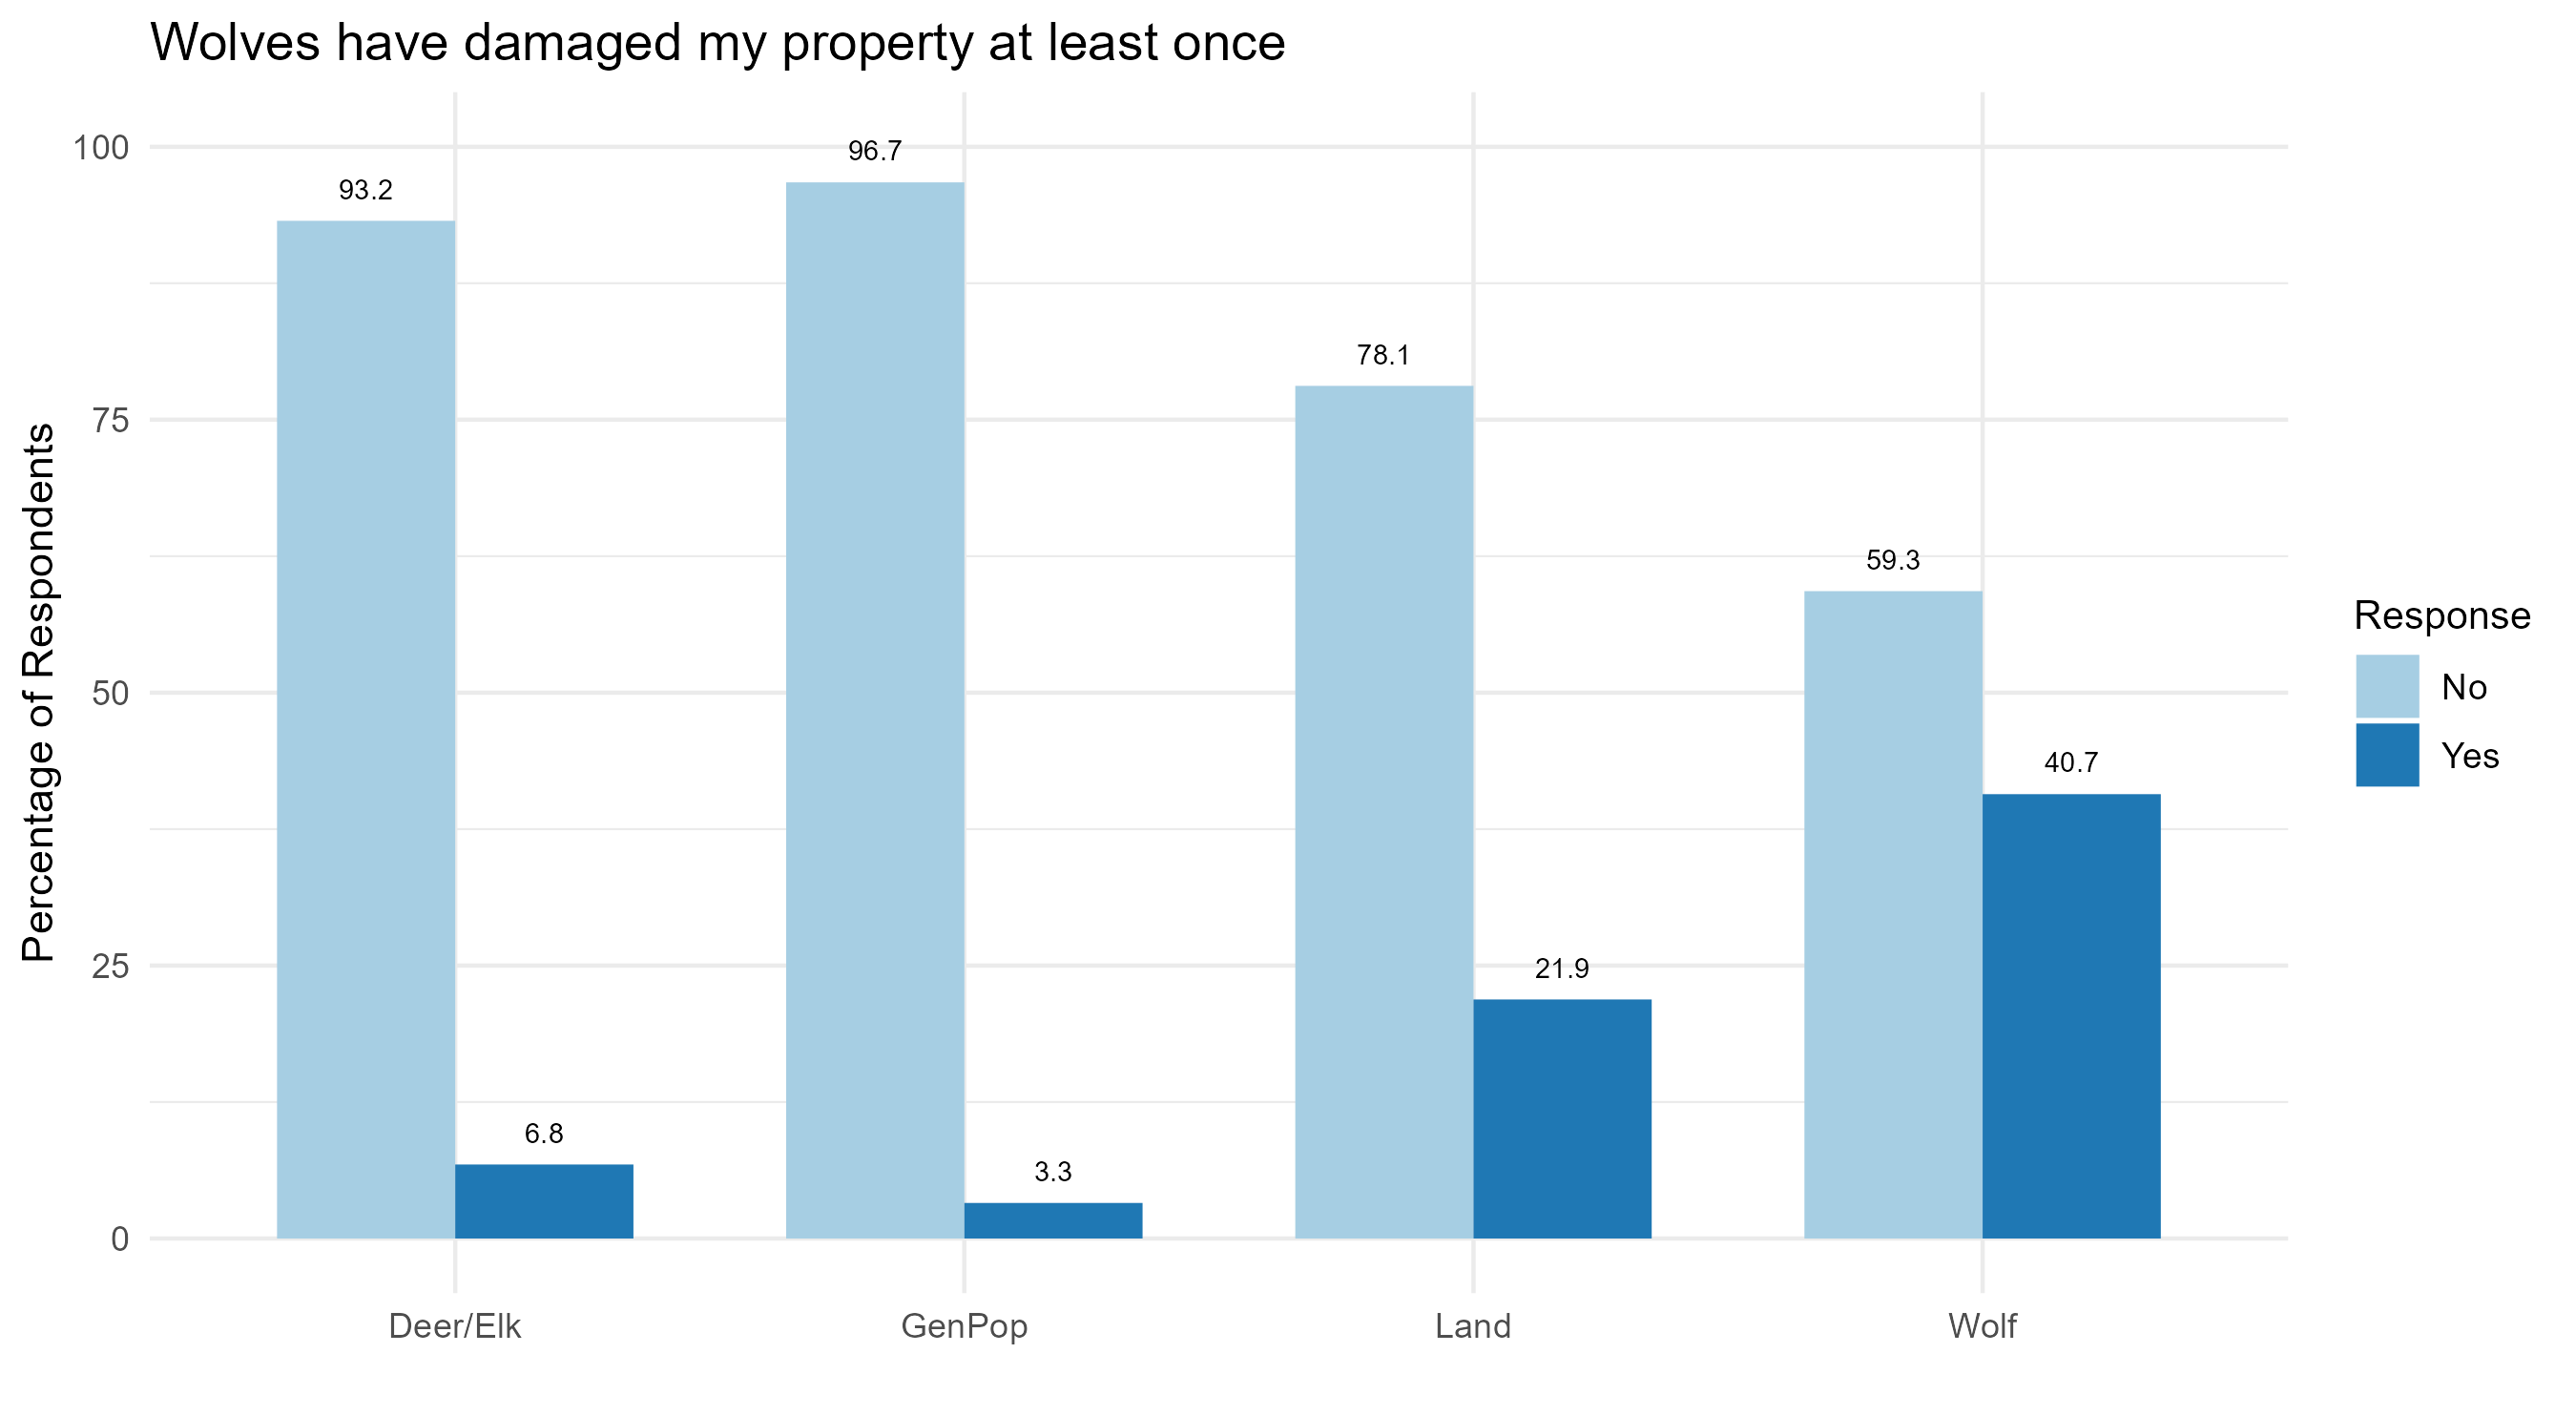 Wolves have damaged my property at least once
Percentage of Respondents
100
75
50
25
0
93.2
6.8
96.7
3.3
78.1
21.9
59.3
40.7
Deer/Elk
GenPop
Land
Wolf
Response
No
Yes